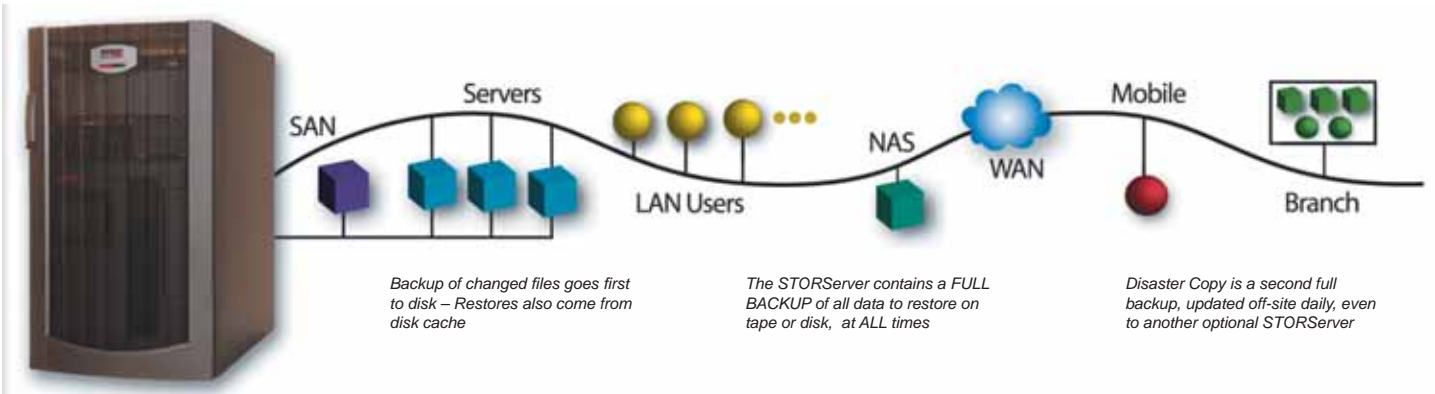 SAN
Servers
LAN Users
NAS
WAN
Mobile
Branch
Backup of changed files goes first
to disk – Restores also come from
disk cache
The STORServer contains a FULL
BACKUP of all data to restore on
tape or disk, at ALL times
Disaster Copy is a second full
backup, updated off-site daily, even
to another optional STORServer